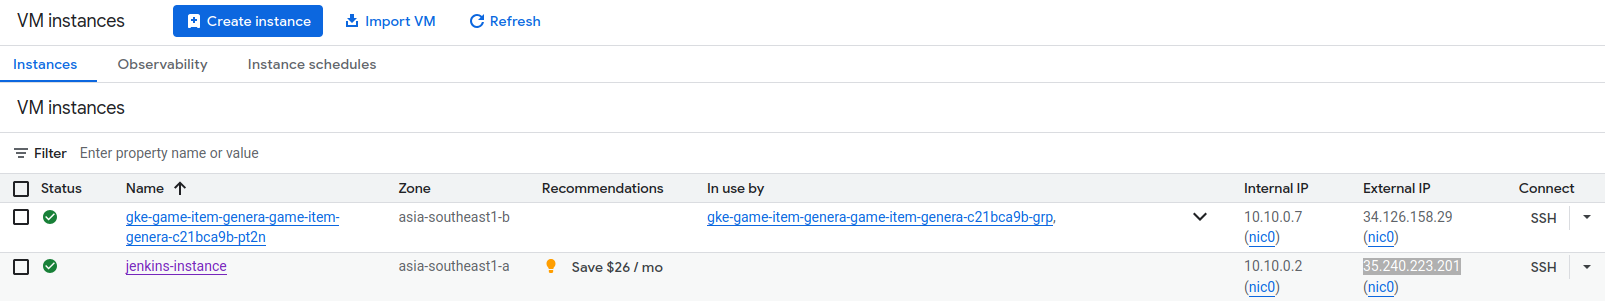 VM instances Create instance Import VM Refresh
Instances Observability Instance schedules
VM instances
Filter Enter property name or value
Status Name Zone Recommendations In use by Internal IP External IP Connect
gke-game-item-genera-game-item- asia-southeast1-b gke-game-item-genera-game-item-genera-c21bca9b-grp, 10.10.0.7 34.126.158.29 SSH
genera-c21bca9b-pt2n (nic0) (nic0)
jenkins-instance asia-southeast1-a Save $26 / mo 10.10.0.2 35.240.223.201 SSH
(nic0) (nic0)